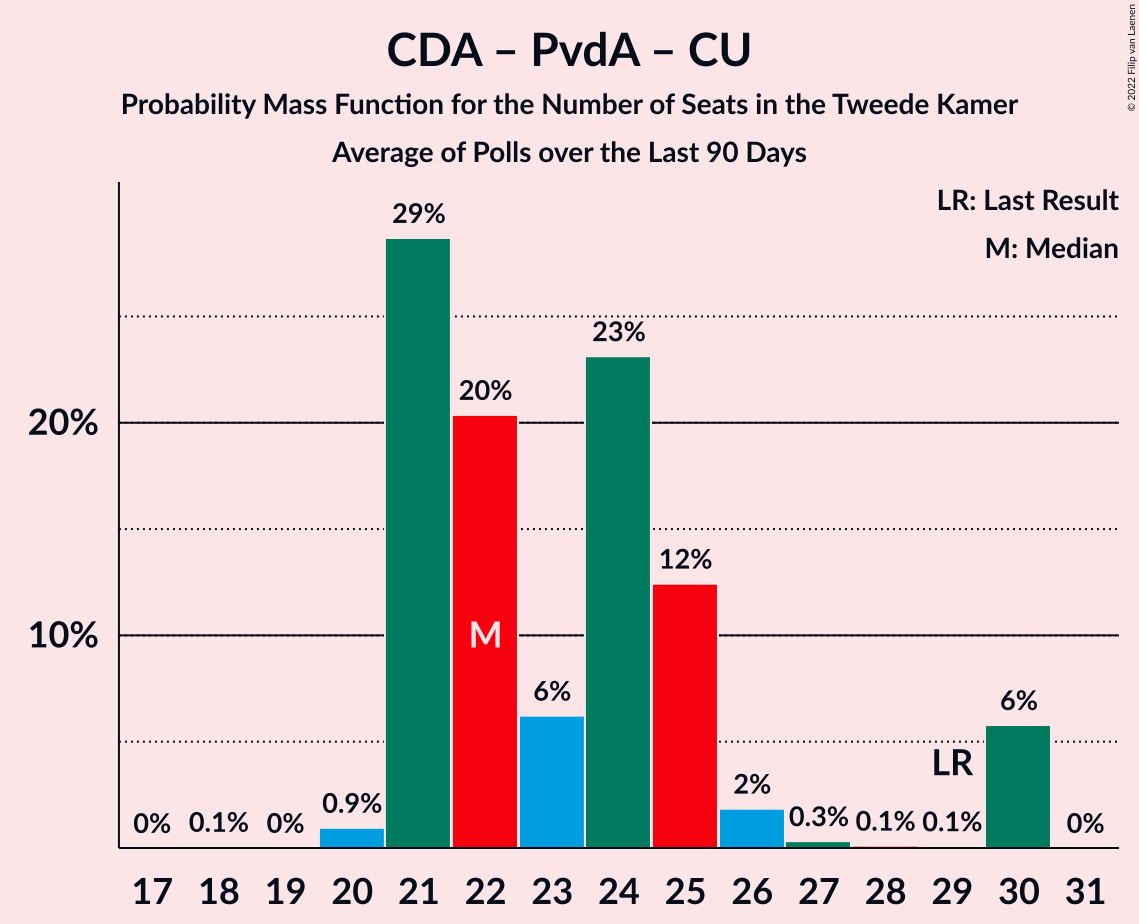 CDA – PvdA – CU
Probability Mass Function for the Number of Seats in the Tweede Kamer
Average of Polls over the Last 90 Days
© 2022 Filip van Laenen
LR: Last Result
M: Median
29%
23%
20%
20%
12%
10%
M
6%
6%
LR
2%
0% 0.1% 0% 0.9% 0.3% 0.1% 0.1% 0%
17 18 19 20 21 22 23 24 25 26 27 28 29 30 31